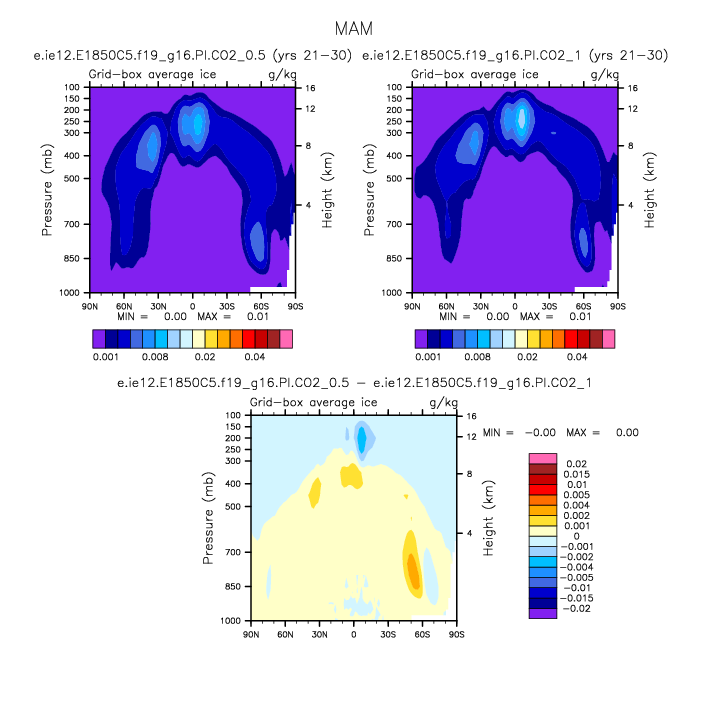 MAM
e.ie12.E1850C5.f19_g16.PI.CO2_0.5 (yrs 21-30) e.ie12.E1850C5.f19_g16.PI.CO2_1 (yrs 21-30)
Grid-box average ice g/kg Grid-box average ice g/kg
100 16 100 16
150 150
200 12 200 12
250 250
300 300
8 8
400 400
500 500
4 4
700 700
850 850
1000 1000
Pressure (mb) Height (km) Pressure (mb) Height (km)
90N 60N 30N 0 30S 60S 90S 90N 60N 30N 0 30S 60S 90S
MIN = 0.00 MAX = 0.01 MIN = 0.00 MAX = 0.01
0.001 0.008 0.02 0.04 0.001 0.008 0.02 0.04
e.ie12.E1850C5.f19_g16.PI.CO2_0.5 - e.ie12.E1850C5.f19_g16.PI.CO2_1
Grid-box average ice g/kg
100 16
150
200 12
250
300
8
400
500
4
700
850
1000
Pressure (mb) Height (km)
90N 60N 30N 0 30S 60S 90S
MIN = -0.00 MAX = 0.00
0.02
0.015
0.01
0.005
0.004
0.002
0.001
0
-0.001
-0.002
-0.004
-0.005
-0.01
-0.015
-0.02